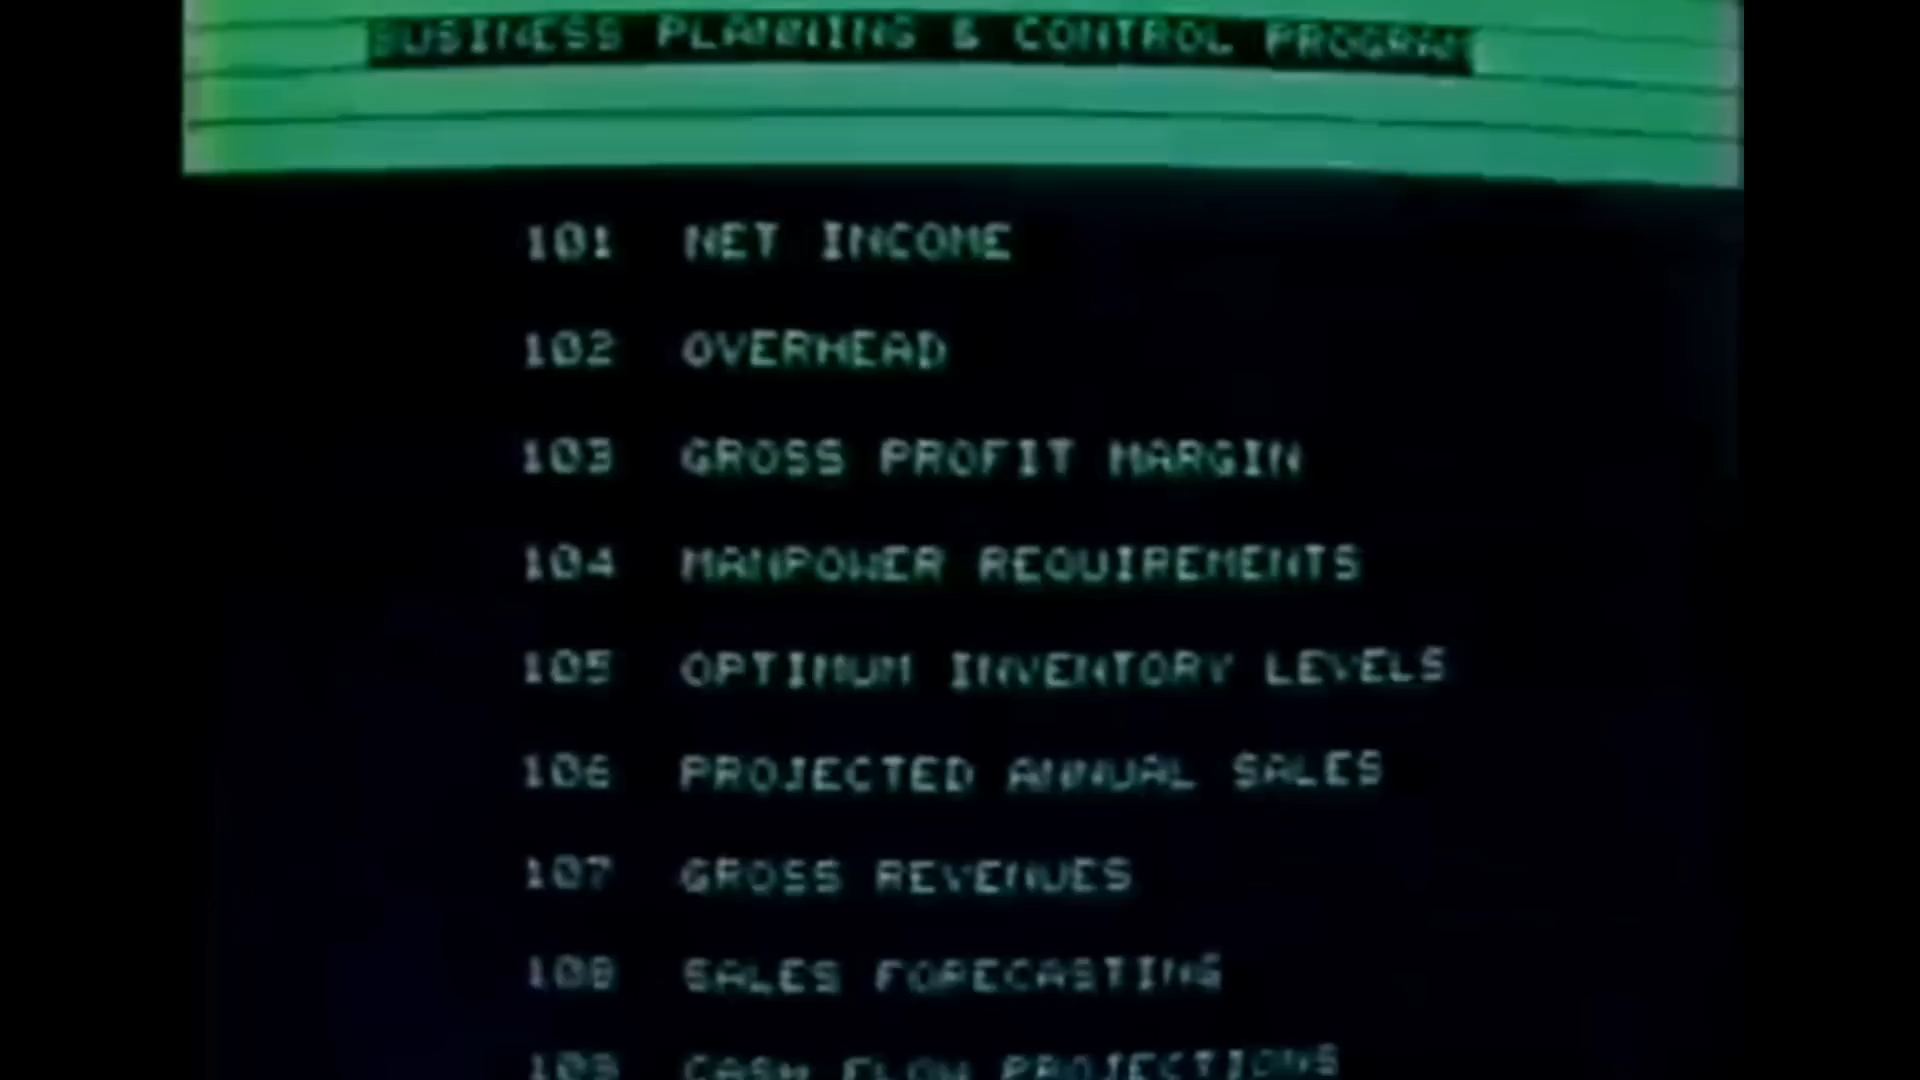 BUSINESS PLANNING & CONTROL PROGRAM
101 NET INCOME
102 OVERHEAD
103 GROSS PROFIT MARGIN
104 MANPOWER REQUIREMENTS
105 OPTIMUM INVENTORY LEVELS
106 PROJECTED ANNUAL SALES
107 GROSS REVENUES
108 SALES FORECASTING
109 CASH FLOW PROJECTIONS